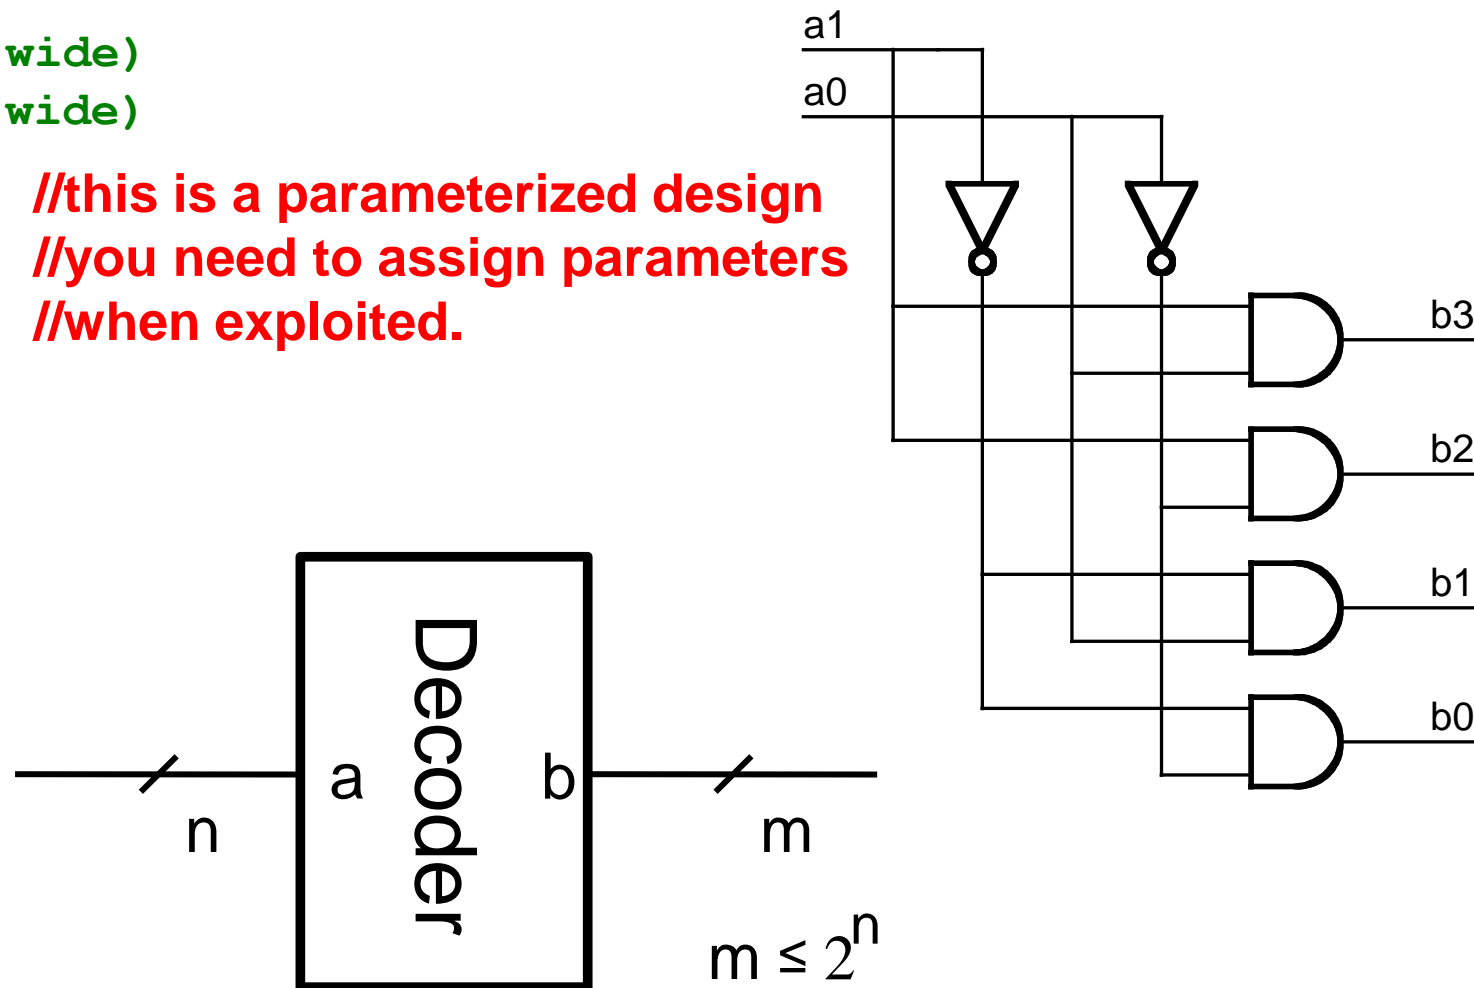 wide)
wide)
//this is a parameterized design
//you need to assign parameters
//when exploited.
a1
a0
b3
b2
b1
b0
Decoder
a
b
n
m
m ≤ 2^n